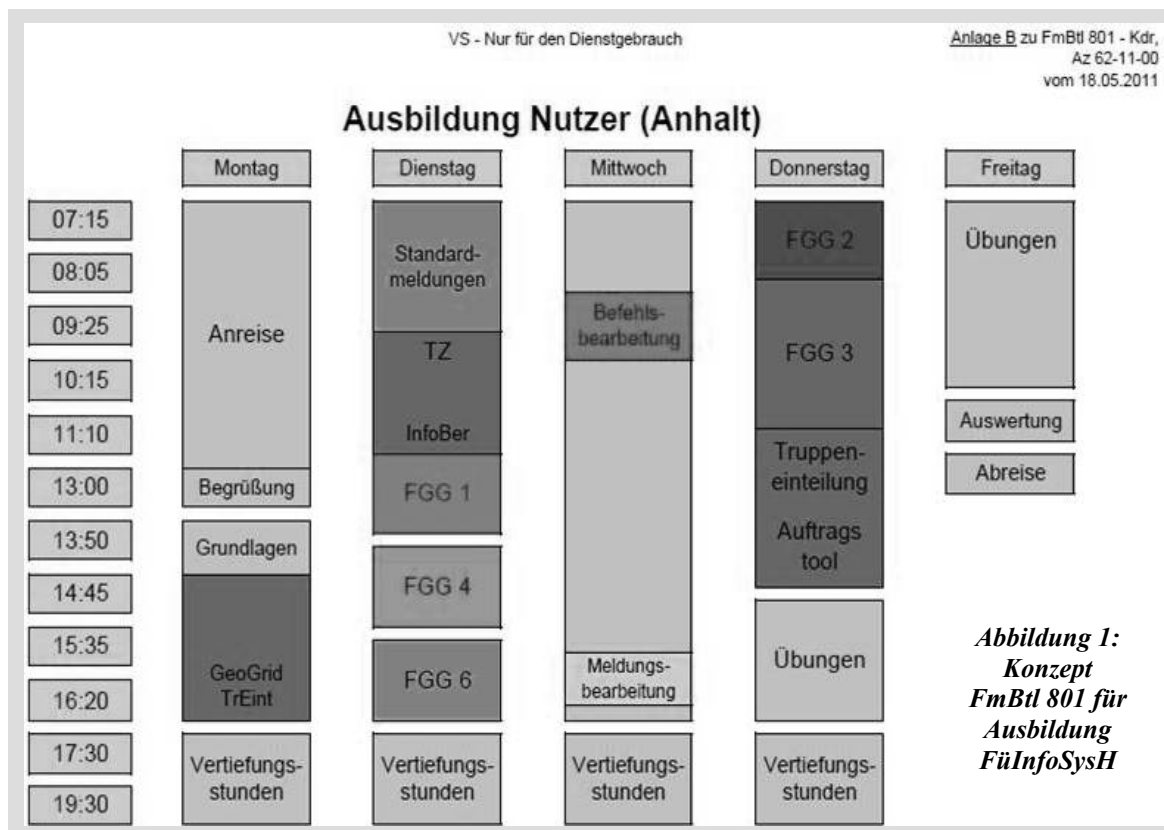 VS - Nur für den Dienstgebrauch
Anlage B zu FmBtl 801 - Kdr,
Az 62-11-00
vom 18.05.2011
Ausbildung Nutzer (Anhalt)
Montag
Dienstag
Mittwoch
Donnerstag
Freitag
07:15
08:05
09:25
10:15
11:10
13:00
13:50
14:45
15:35
16:20
17:30
19:30
Anreise
Begrüßung
Grundlagen
GeoGrid
TrEint
Vertiefungs-
stunden
Standard-
meldungen
TZ
InfoBer
FGG 1
FGG 4
FGG 6
Vertiefungs-
stunden
Befehls-
bearbeitung
Meldungs-
bearbeitung
Vertiefungs-
stunden
FGG 2
FGG 3
Truppen-
einteilung
Auftrags
tool
Übungen
Vertiefungs-
stunden
Übungen
Auswertung
Abreise
Abbildung 1:
Konzept
FmBtl 801 für
Ausbildung
FüInfoSysH